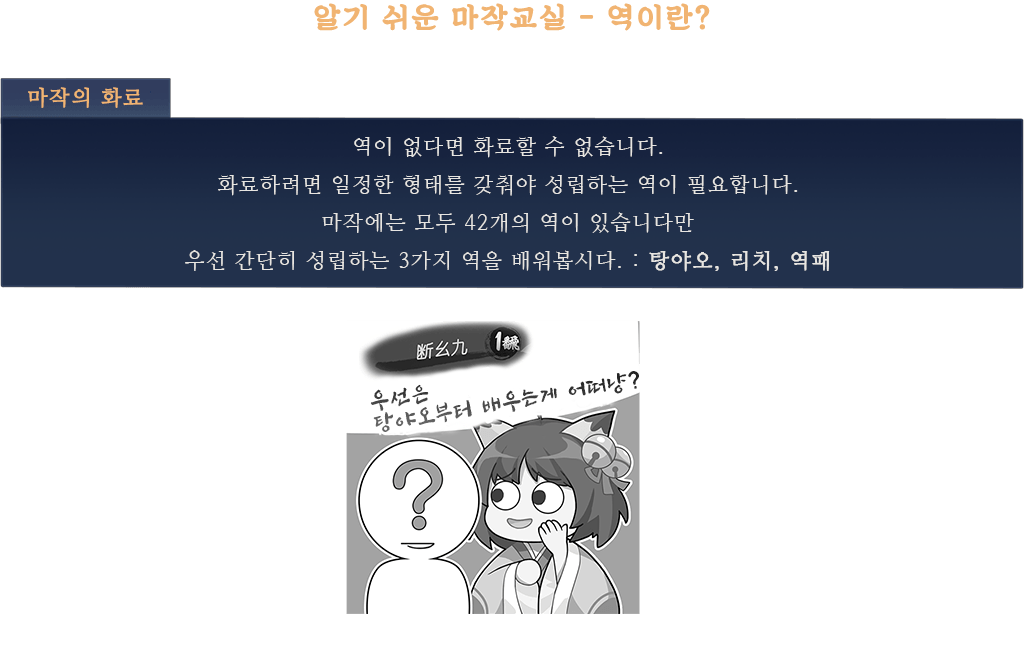 알기 쉬운 마작교실 - 역이란?
마작의 화료
역이 없다면 화료할 수 없습니다.
화료하려면 일정한 형태를 갖춰야 성립하는 역이 필요합니다.
마작에는 모두 42개의 역이 있습니다만
우선 간단히 성립하는 3가지 역을 배워봅시다. : 탕야오, 리치, 역패
断幺九 1飜
우선은
탕야오부터 배우는게 어떠냥?
?